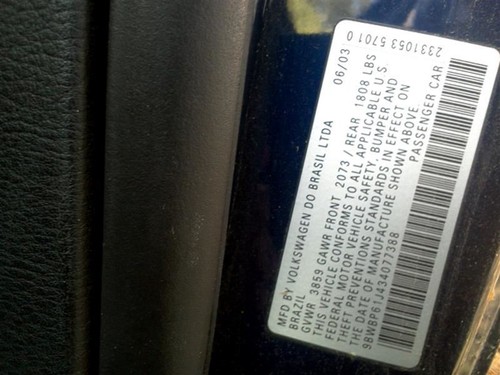 MFD BY VOLKSWAGEN DO BRASIL LTDA
BRAZIL 06/03
GVWR 3859 GAWR FRONT 2073 / REAR 1808 LBS
THIS VEHICLE CONFORMS TO ALL APPLICABLE U S
FEDERAL MOTOR VEHICLE SAFETY, BUMPER AND
THEFT PREVENTIONS STANDARDS IN EFFECT ON
THE DATE OF MANUFACTURE SHOWN ABOVE.
9BWBP61J434077388 PASSENGER CAR
2331053 5701 0